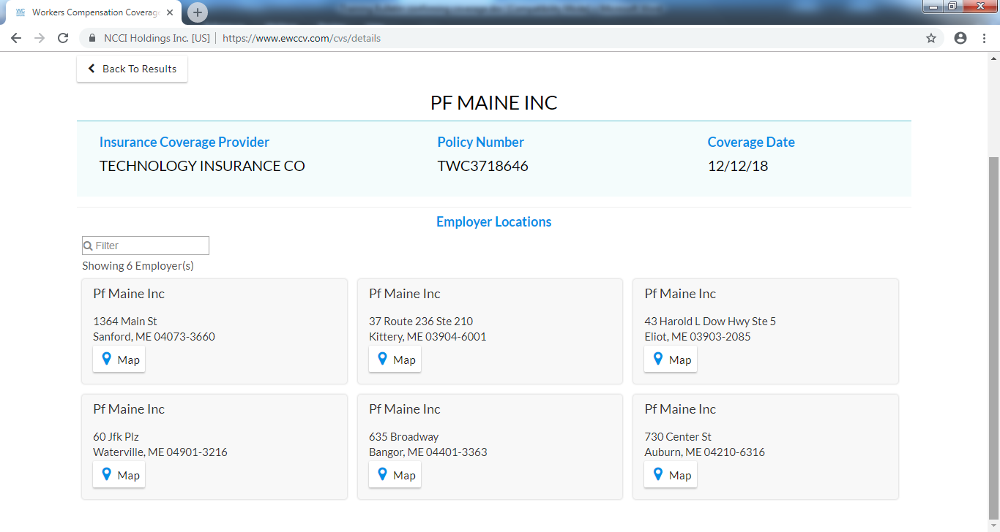 Workers Compensation Coverag
NCCI Holdings Inc. [US] | https://www.ewccv.com/cvs/details
Back To Results
PF MAINE INC
Insurance Coverage Provider Policy Number Coverage Date
TECHNOLOGY INSURANCE CO TWC3718646 12/12/18
Employer Locations
Filter
Showing 6 Employer(s)
Pf Maine Inc
1364 Main St
Sanford, ME 04073-3660
Map
Pf Maine Inc
37 Route 236 Ste 210
Kittery, ME 03904-6001
Map
Pf Maine Inc
43 Harold L Dow Hwy Ste 5
Eliot, ME 03903-2085
Map
Pf Maine Inc
60 Jfk Plz
Waterville, ME 04901-3216
Map
Pf Maine Inc
635 Broadway
Bangor, ME 04401-3363
Map
Pf Maine Inc
730 Center St
Auburn, ME 04210-6316
Map